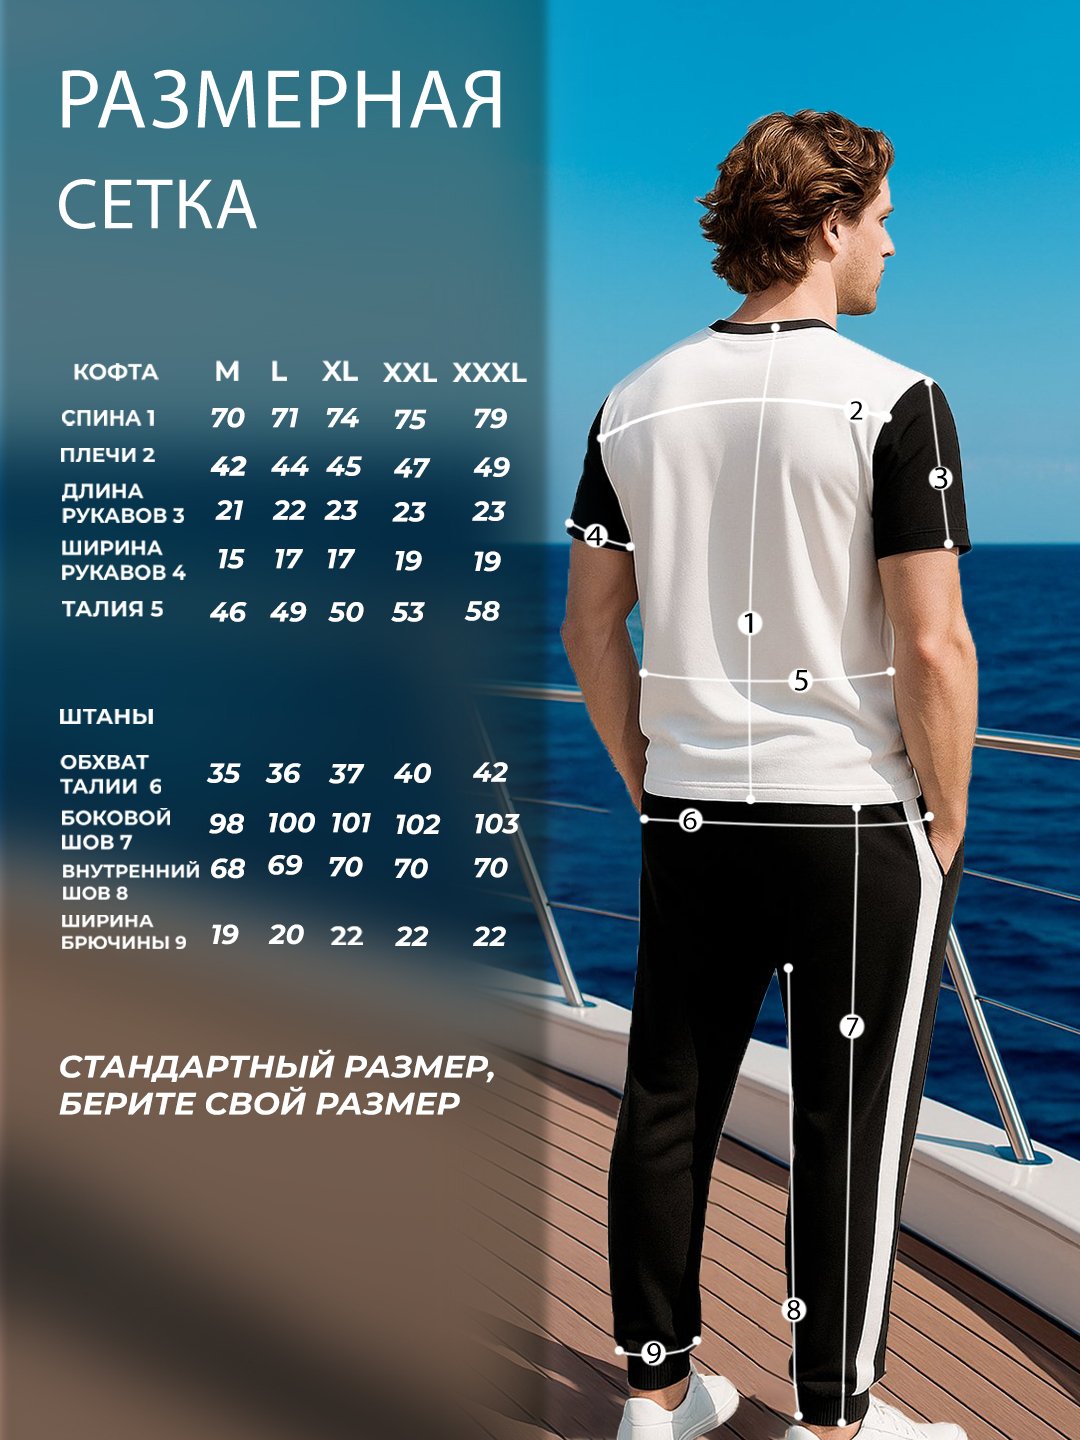 РАЗМЕРНАЯ
СЕТКА
КОФТА M L XL XXL XXXL
СПИНА 1 70 71 74 75 79
ПЛЕЧИ 2 42 44 45 47 49
ДЛИНА
РУКАВОВ 3 21 22 23 23 23
ШИРИНА
РУКАВОВ 4 15 17 17 19 19
ТАЛИЯ 5 46 49 50 53 58
ШТАНЫ
ОБХВАТ
ТАЛИИ 6 35 36 37 40 42
БОКОВОЙ
ШОВ 7 98 100 101 102 103
ВНУТРЕННИЙ
ШОВ 8 68 69 70 70 70
ШИРИНА
БРЮЧИНЫ 9 19 20 22 22 22
СТАНДАРТНЫЙ РАЗМЕР,
БЕРИТЕ СВОЙ РАЗМЕР
2
3
4
1
5
6
7
8
9